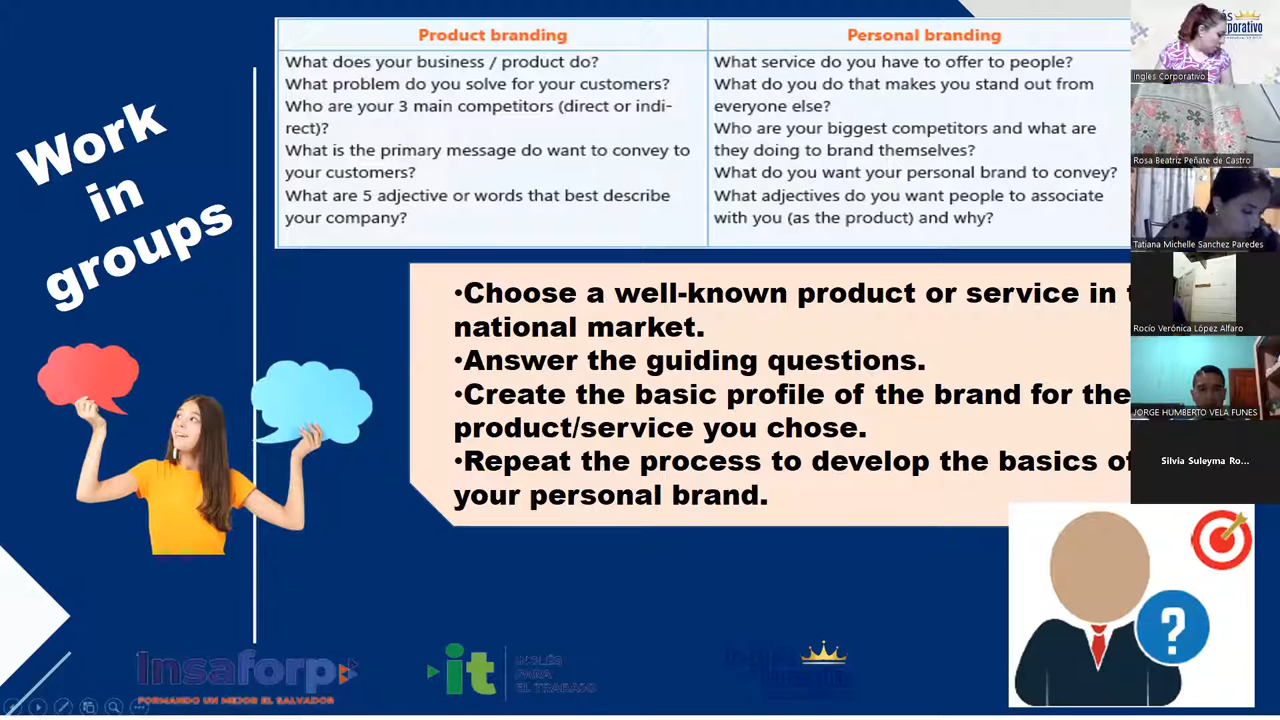 Work
in
groups
Product branding
What does your business / product do?
What problem do you solve for your customers?
Who are your 3 main competitors (direct or indi-
rect)?
What is the primary message do want to convey to
your customers?
What are 5 adjective or words that best describe
your company?
Personal branding
What service do you have to offer to people?
What do you do that makes you stand out from
everyone else?
Who are your biggest competitors and what are
they doing to brand themselves?
What do you want your personal brand to convey?
What adjectives do you want people to associate
with you (as the product) and why?
•Choose a well-known product or service in
national market.
•Answer the guiding questions.
•Create the basic profile of the brand for the
product/service you chose.
•Repeat the process to develop the basics of
your personal brand.
?
Insaforp
FORMANDO UN MEJOR EL SALVADOR
it
INGLÉS
PARA
EL TRABAJO
Ingles Corporativo
Rosa Beatriz Peñate de Castro
Tatiana Michelle Sanchez Paredes
Rocío Verónica López Alfaro
JORGE HUMBERTO VELA FUNES
Silvia Suleyma Ro...